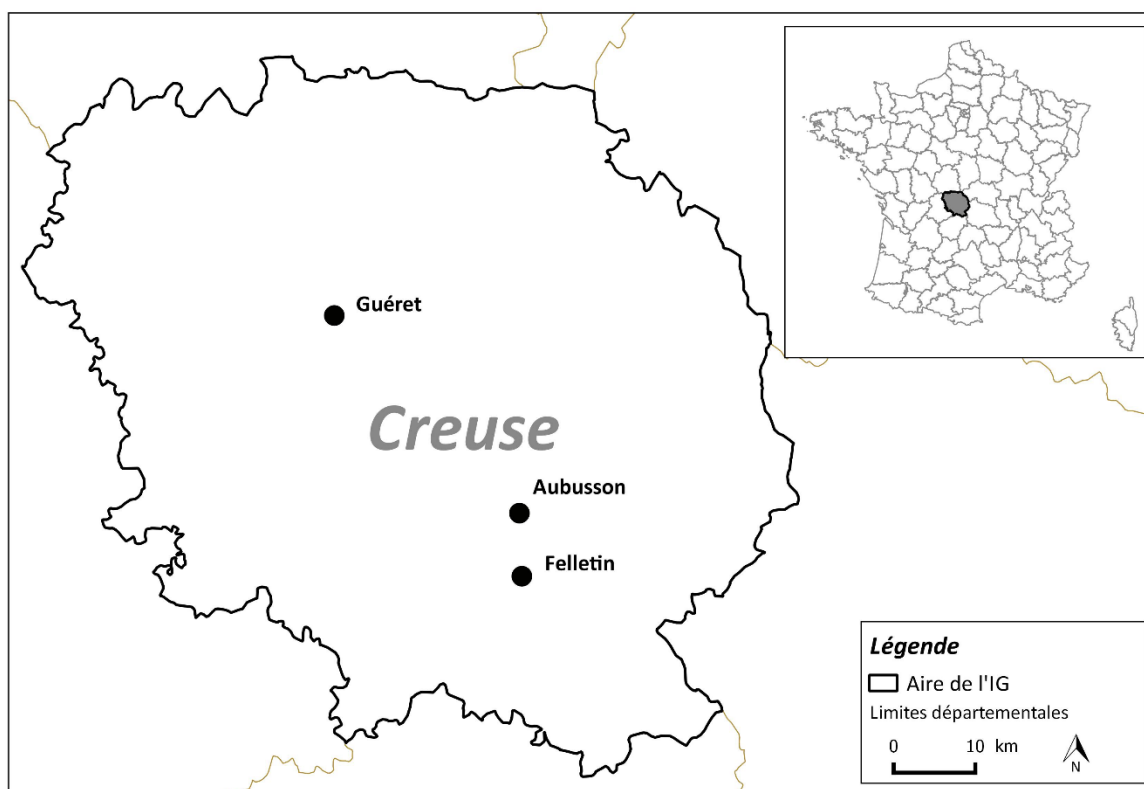 Guéret
Creuse
Aubusson
Felletin
Légende
Aire de l'IG
Limites départementales
0 10 km
N